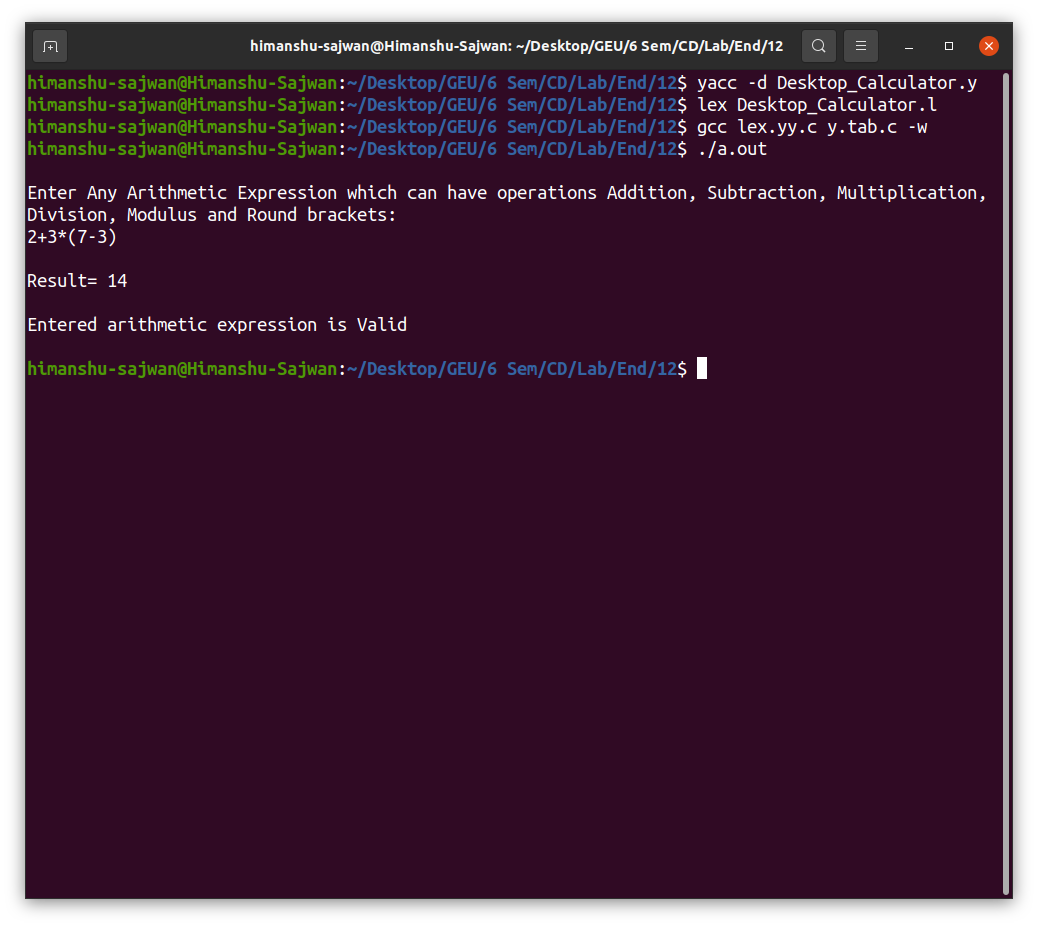 himanshu-sajwan@Himanshu-Sajwan: ~/Desktop/GEU/6 Sem/CD/Lab/End/12
himanshu-sajwan@Himanshu-Sajwan:~/Desktop/GEU/6 Sem/CD/Lab/End/12$ yacc -d Desktop_Calculator.y
himanshu-sajwan@Himanshu-Sajwan:~/Desktop/GEU/6 Sem/CD/Lab/End/12$ lex Desktop_Calculator.l
himanshu-sajwan@Himanshu-Sajwan:~/Desktop/GEU/6 Sem/CD/Lab/End/12$ gcc lex.yy.c y.tab.c -w
himanshu-sajwan@Himanshu-Sajwan:~/Desktop/GEU/6 Sem/CD/Lab/End/12$ ./a.out
Enter Any Arithmetic Expression which can have operations Addition, Subtraction, Multiplication,
Division, Modulus and Round brackets:
2+3*(7-3)
Result= 14
Entered arithmetic expression is Valid
himanshu-sajwan@Himanshu-Sajwan:~/Desktop/GEU/6 Sem/CD/Lab/End/12$